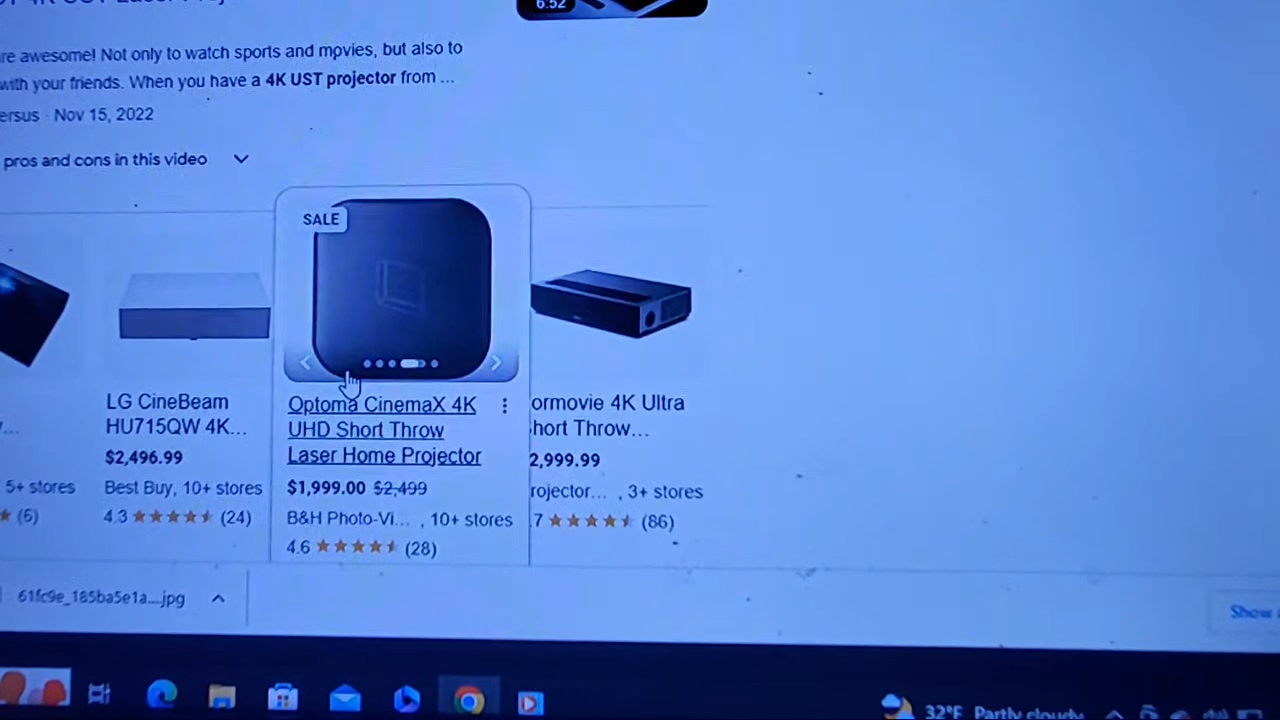 6:52
re awesome! Not only to watch sports and movies, but also to
with your friends. When you have a 4K UST projector from ...
ersus · Nov 15, 2022
pros and cons in this video
SALE
LG CineBeam
HU715QW 4K...
$2,496.99
Best Buy, 10+ stores
4.3 (24)
5+ stores
(6)
Optoma CinemaX 4K
UHD Short Throw
Laser Home Projector
$1,999.00 $2,499
B&H Photo-Vi... , 10+ stores
4.6 (28)
ormovie 4K Ultra
hort Throw...
2,999.99
rojector... , 3+ stores
7 (86)
61fc9e_185ba5e1a....jpg
Show
32°F Partly cloudy